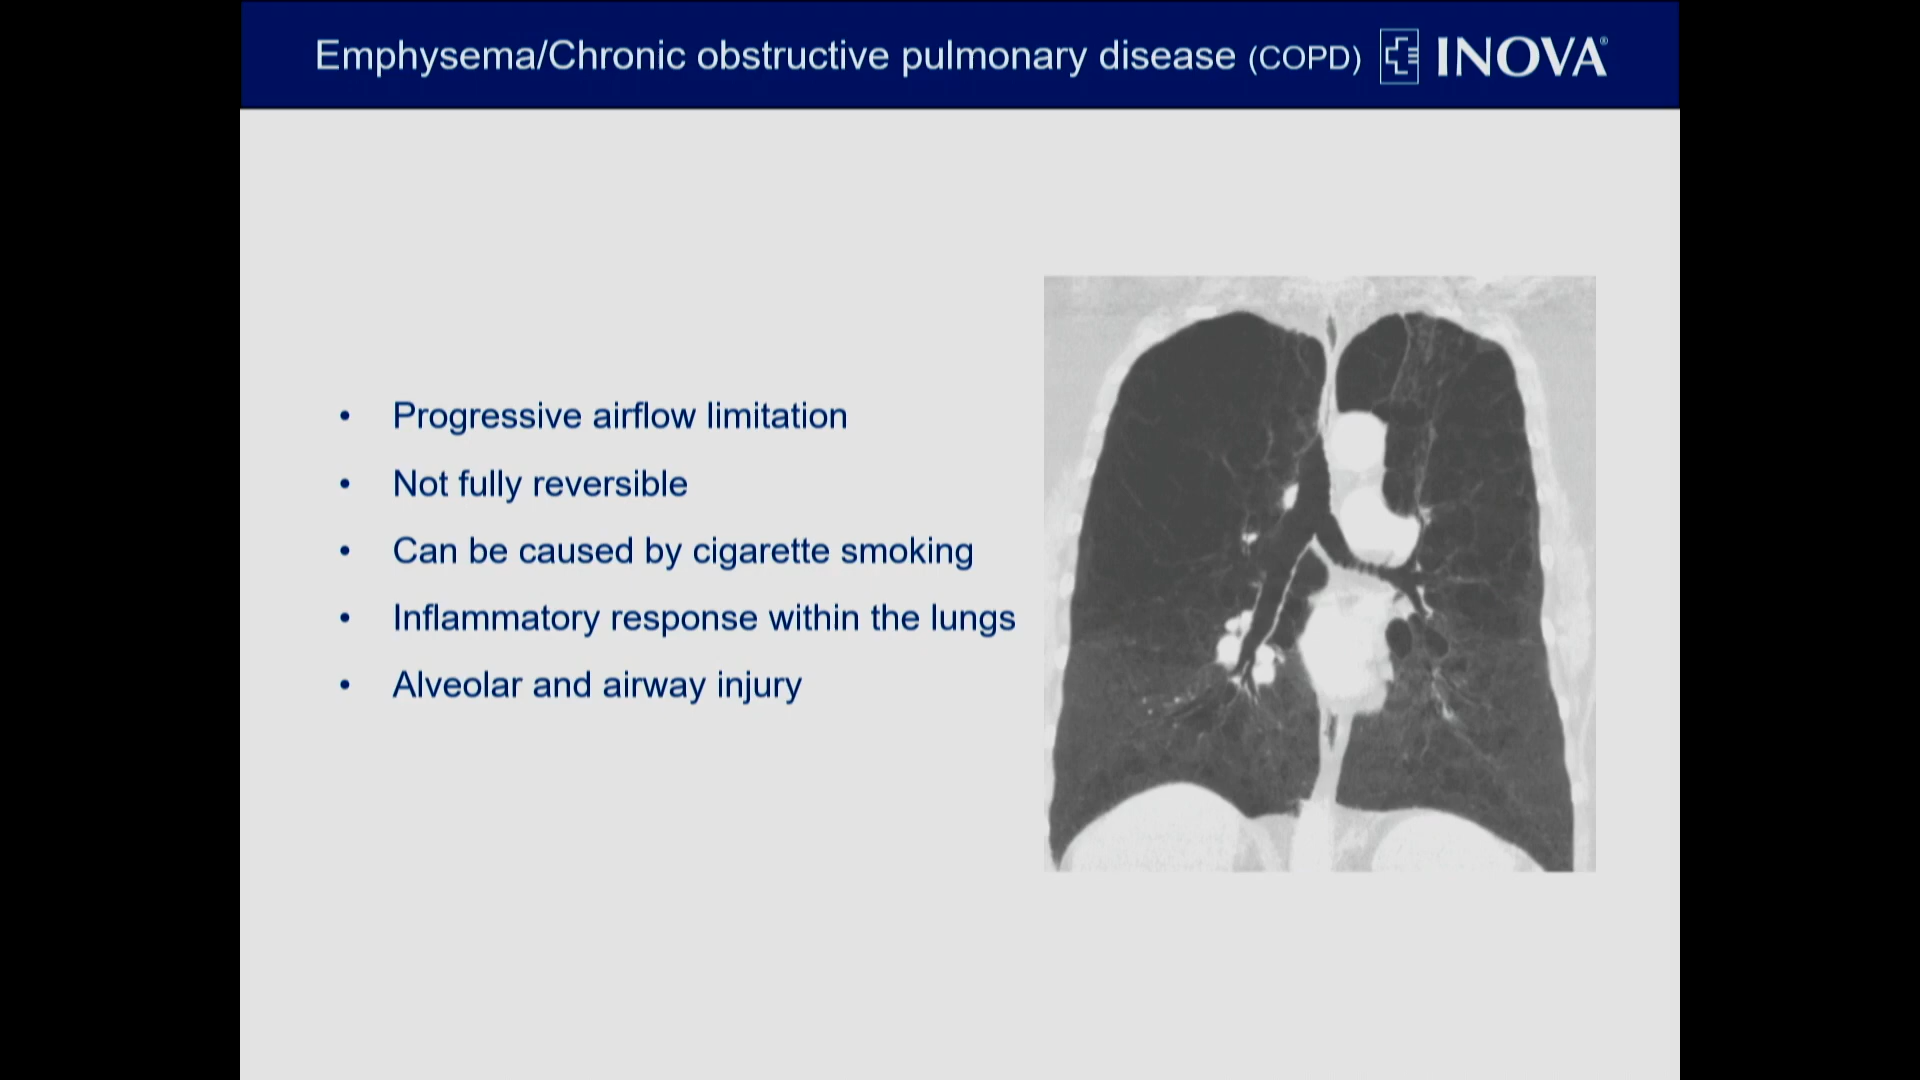 Emphysema/Chronic obstructive pulmonary disease (COPD)
INOVA®
• Progressive airflow limitation
• Not fully reversible
• Can be caused by cigarette smoking
• Inflammatory response within the lungs
• Alveolar and airway injury